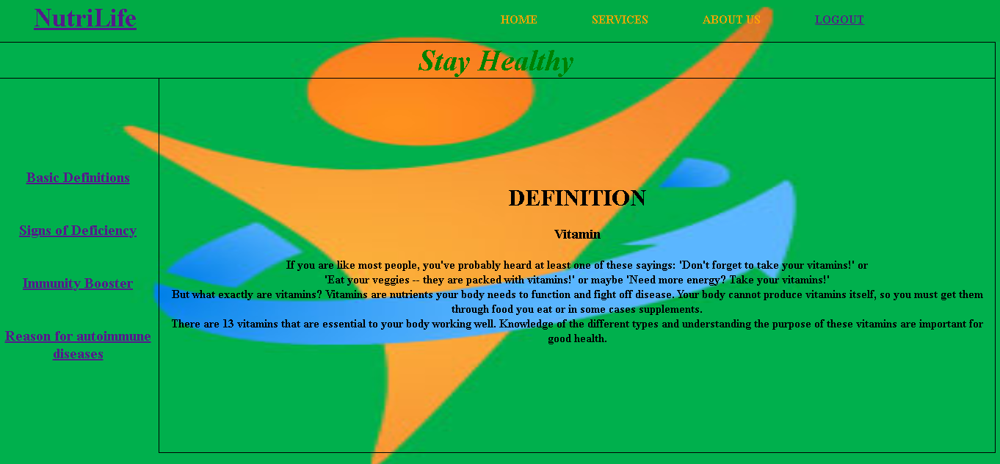 NutriLife
HOME SERVICES ABOUT US LOGOUT
Stay Healthy
Basic Definitions
Signs of Deficiency
Immunity Booster
Reason for autoimmune
diseases
DEFINITION
Vitamin
If you are like most people, you've probably heard at least one of these sayings: 'Don't forget to take your vitamins!' or
'Eat your veggies -- they are packed with vitamins!' or maybe 'Need more energy? Take your vitamins!'
But what exactly are vitamins? Vitamins are nutrients your body needs to function and fight off disease. Your body cannot produce vitamins itself, so you must get them
through food you eat or in some cases supplements.
There are 13 vitamins that are essential to your body working well. Knowledge of the different types and understanding the purpose of these vitamins are important for
good health.